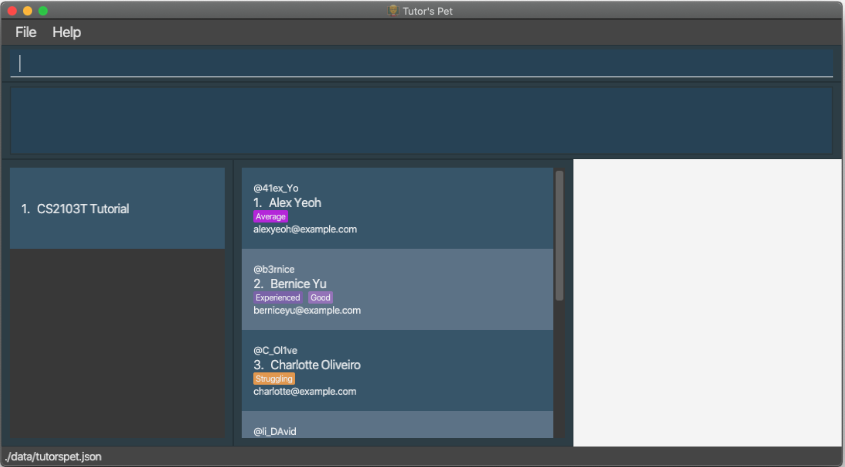 Tutor's Pet
File Help
1. CS2103T Tutorial
@41ex_Yo
1. Alex Yeoh
Average
alexyeoh@example.com
@b3rnice
2. Bernice Yu
Experienced Good
berniceyu@example.com
@C_Ol1ve
3. Charlotte Oliveiro
Struggling
charlotte@example.com
@li_DAvid
./data/tutorspet.json